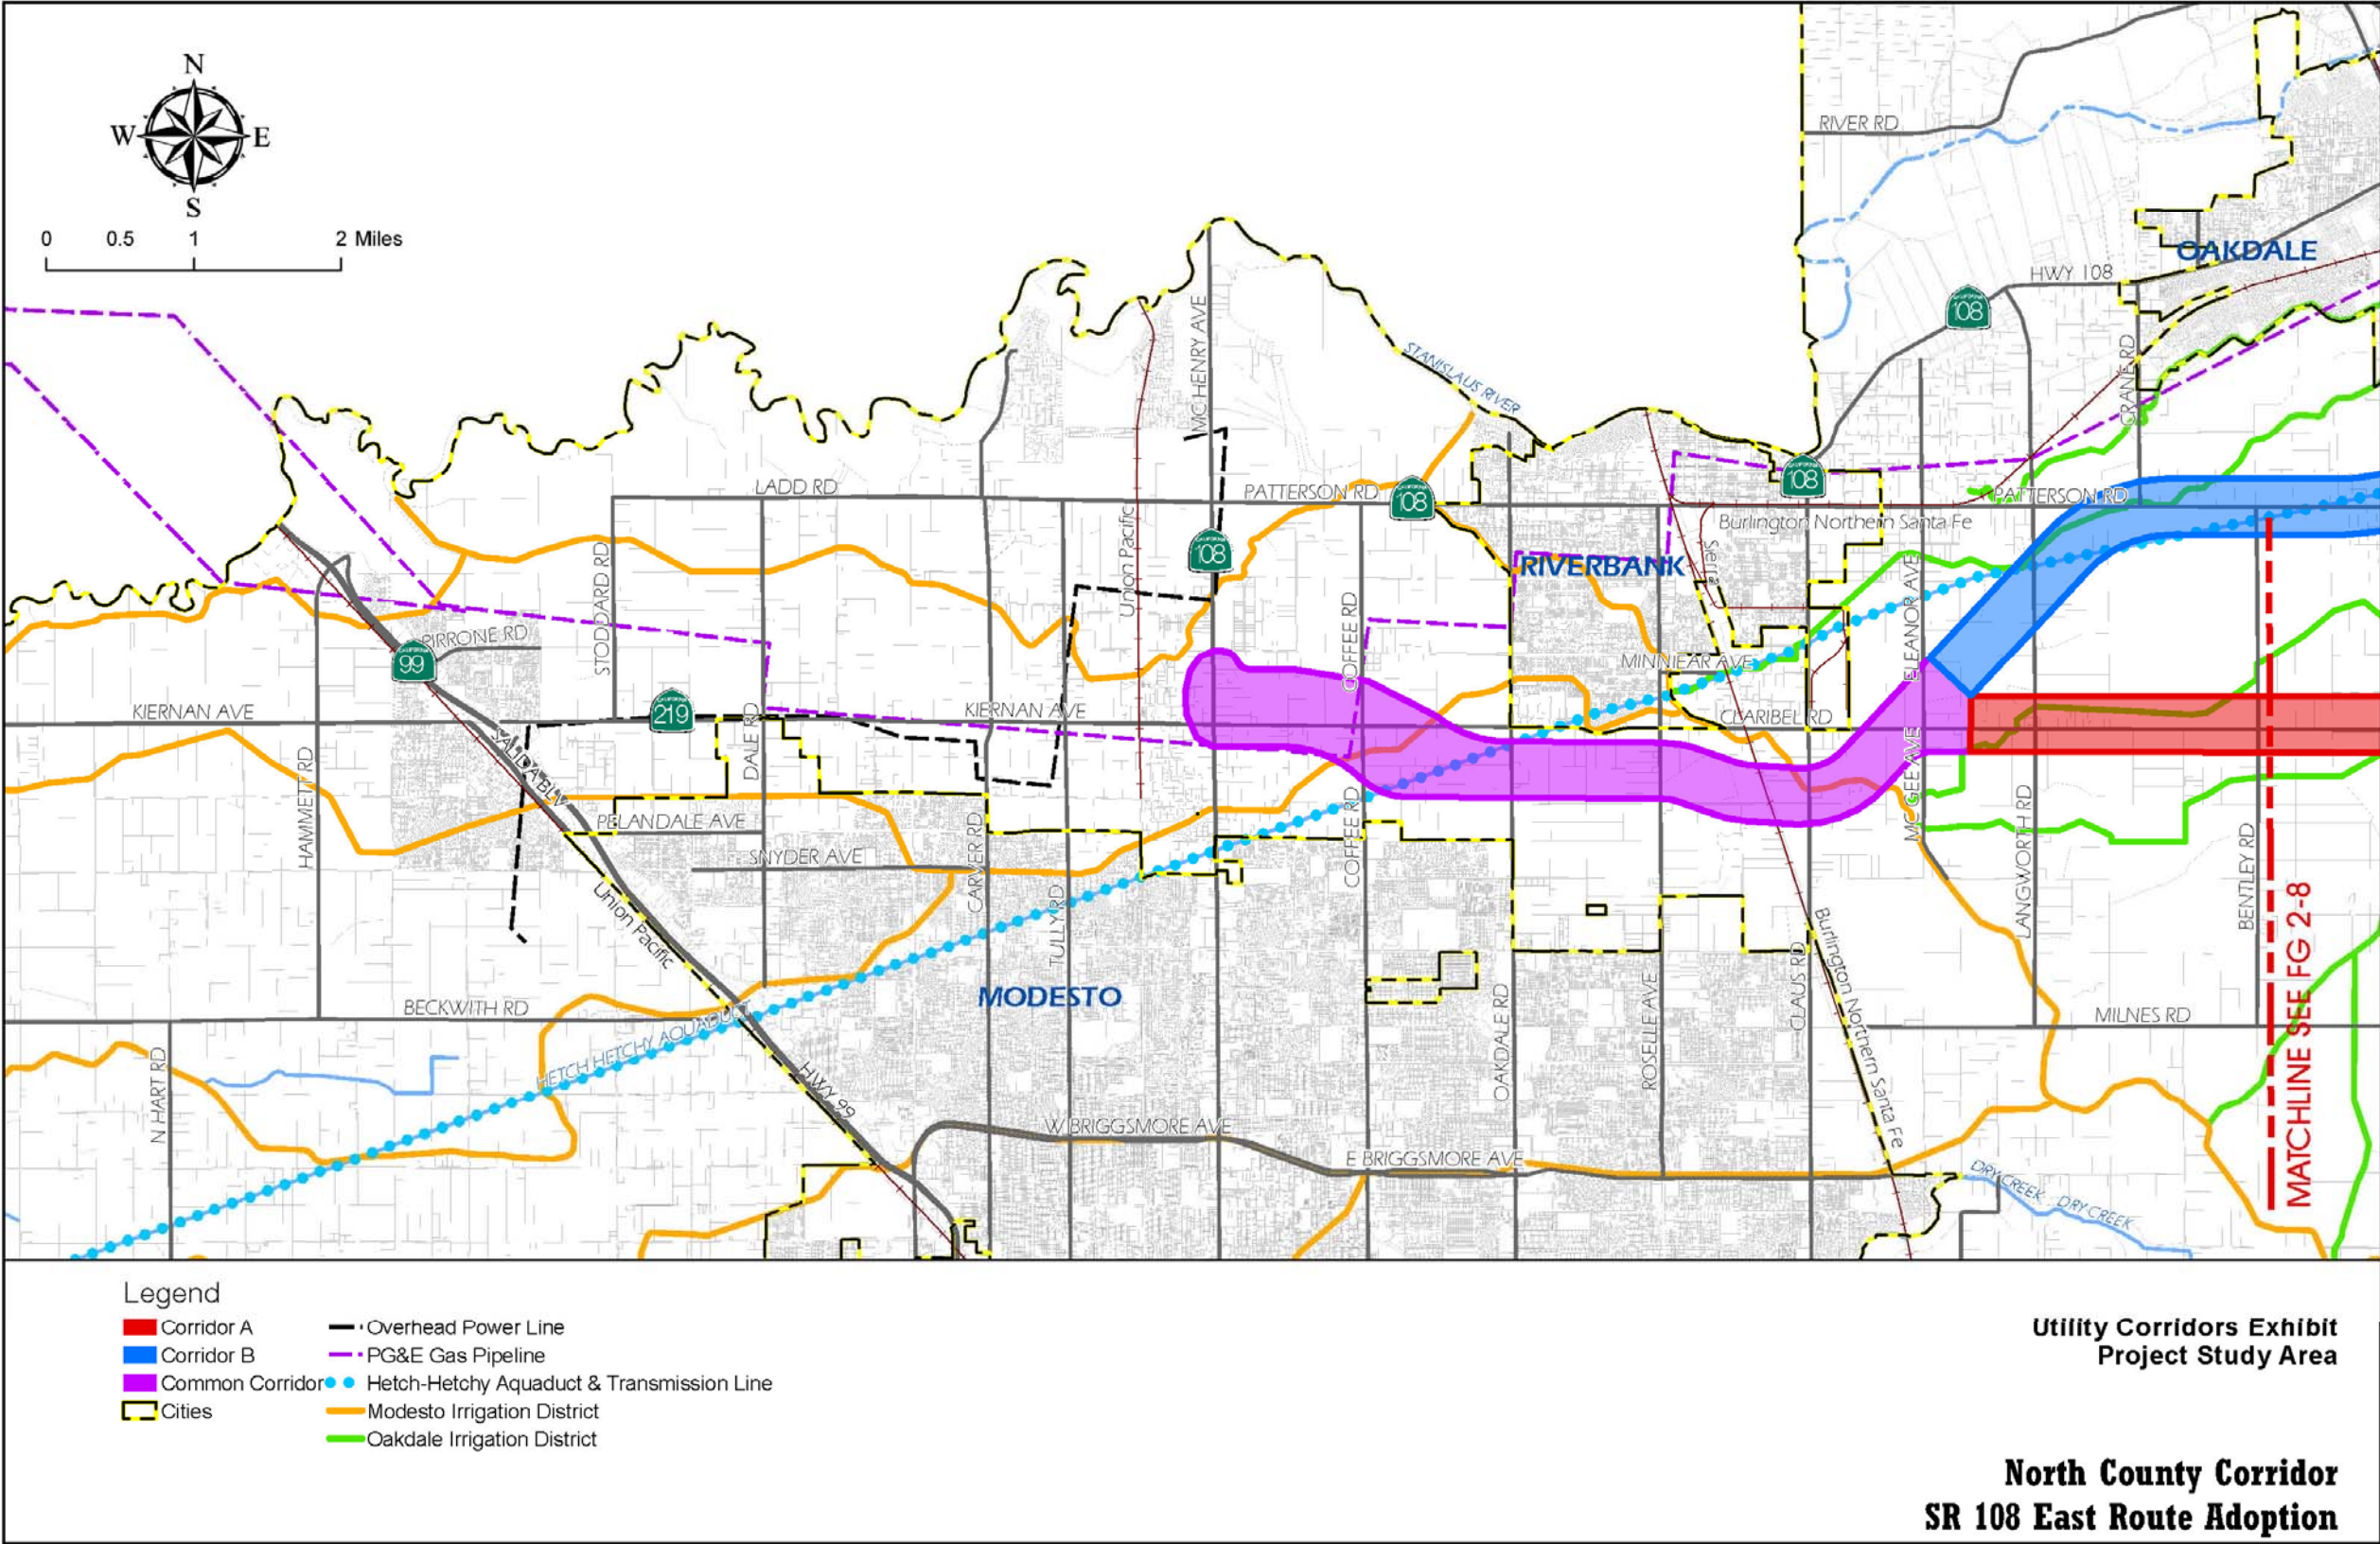 N
W
E
S
0 0.5 1 2 Miles
RIVER RD
OAKDALE
HWY 108
108
MCHENRY AVE
STANISLAUS RIVER
CRANE RD
LADD RD
PATTERSON RD
108
108
PATTERSON RD
Burlington Northern Santa Fe
Union Pacific
108
STODDARD RD
RIVERBANK
ELEANOR AVE
COFFEE RD
PIRRONE RD
99
MINNIEAR AVE
KIERNAN AVE
219
KIERNAN AVE
CLARIBEL RD
SALIDA BLV
DALE RD
HAMMETT RD
MC GEE AVE
PELANDALE AVE
SNYDER AVE
CARVER RD
COFFEE RD
LANGWORTH RD
BENTLEY RD
Union Pacific
TULLY RD
MODESTO
CLAUS RD
Burlington Northern Santa Fe
BECKWITH RD
HETCH HETCHY AQUADUCT
OAKDALE RD
ROSELLE AVE
MILNES RD
MATCHLINE SEE FG 2-8
N HART RD
HWY 99
W BRIGGSMORE AVE
E BRIGGSMORE AVE
DRY CREEK - DRY CREEK
Legend
Corridor A
Corridor B
Common Corridor
Cities
Overhead Power Line
PG&E Gas Pipeline
Hetch-Hetchy Aquaduct & Transmission Line
Modesto Irrigation District
Oakdale Irrigation District
Utility Corridors Exhibit
Project Study Area
North County Corridor
SR 108 East Route Adoption